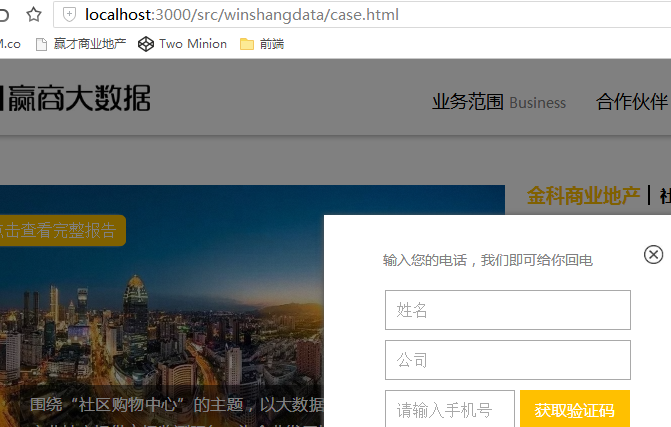 localhost:3000/src/winshangdata/case.html
M.co 赢才商业地产 Two Minion 前端
赢商大数据
业务范围 Business 合作伙伴
金科商业地产
点击查看完整报告
输入您的电话，我们即可给你回电
姓名
公司
围绕“社区购物中心”的主题，以大数据
请输入手机号 获取验证码